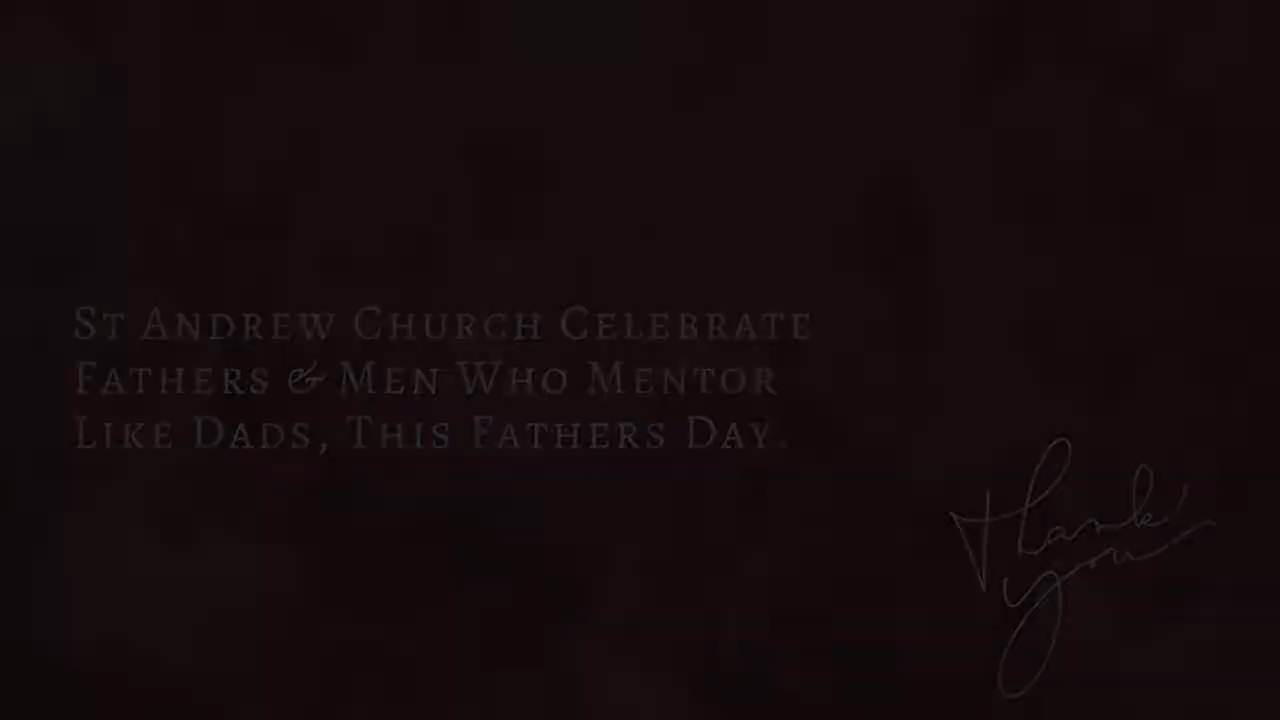 St Andrew Church Celebrate
Fathers & Men Who Mentor
Like Dads, This Fathers Day.
thank
you